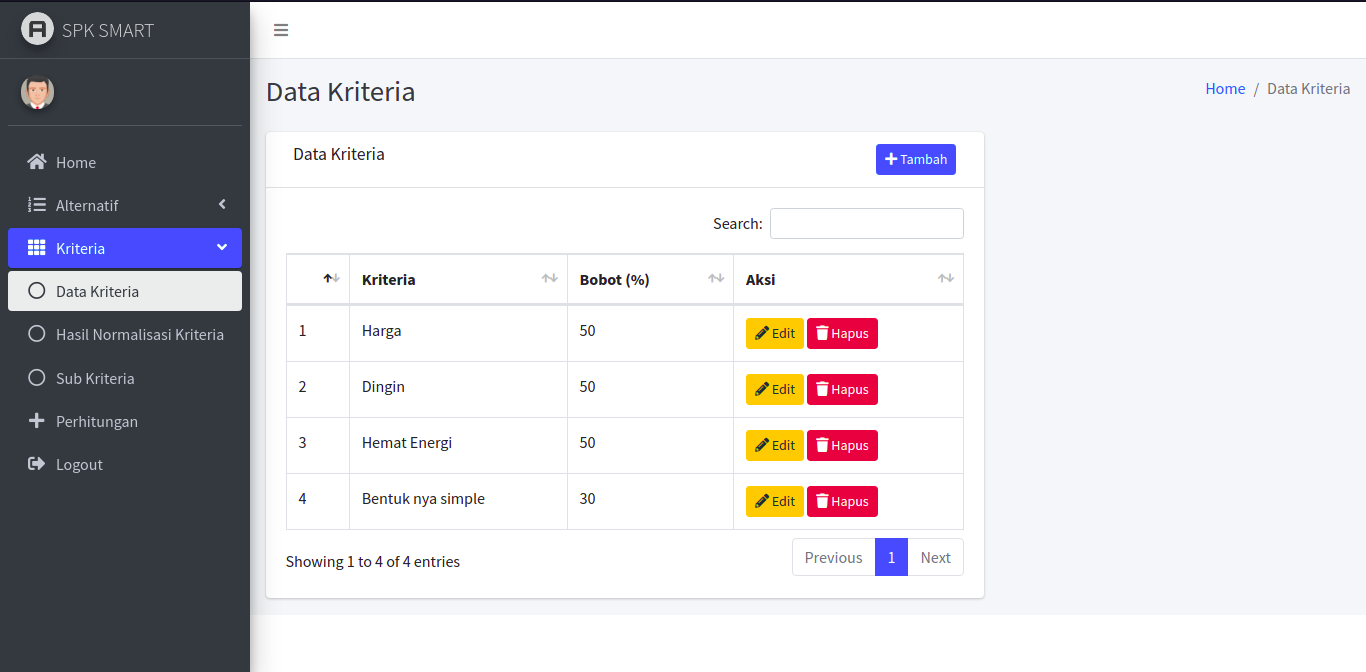 SPK SMART
Home
Alternatif
Kriteria
Data Kriteria
Hasil Normalisasi Kriteria
Sub Kriteria
Perhitungan
Logout
Data Kriteria
Home / Data Kriteria
Data Kriteria
Tambah
Search:
Kriteria Bobot (%) Aksi
1 Harga 50 Edit Hapus
2 Dingin 50 Edit Hapus
3 Hemat Energi 50 Edit Hapus
4 Bentuk nya simple 30 Edit Hapus
Showing 1 to 4 of 4 entries
Previous 1 Next